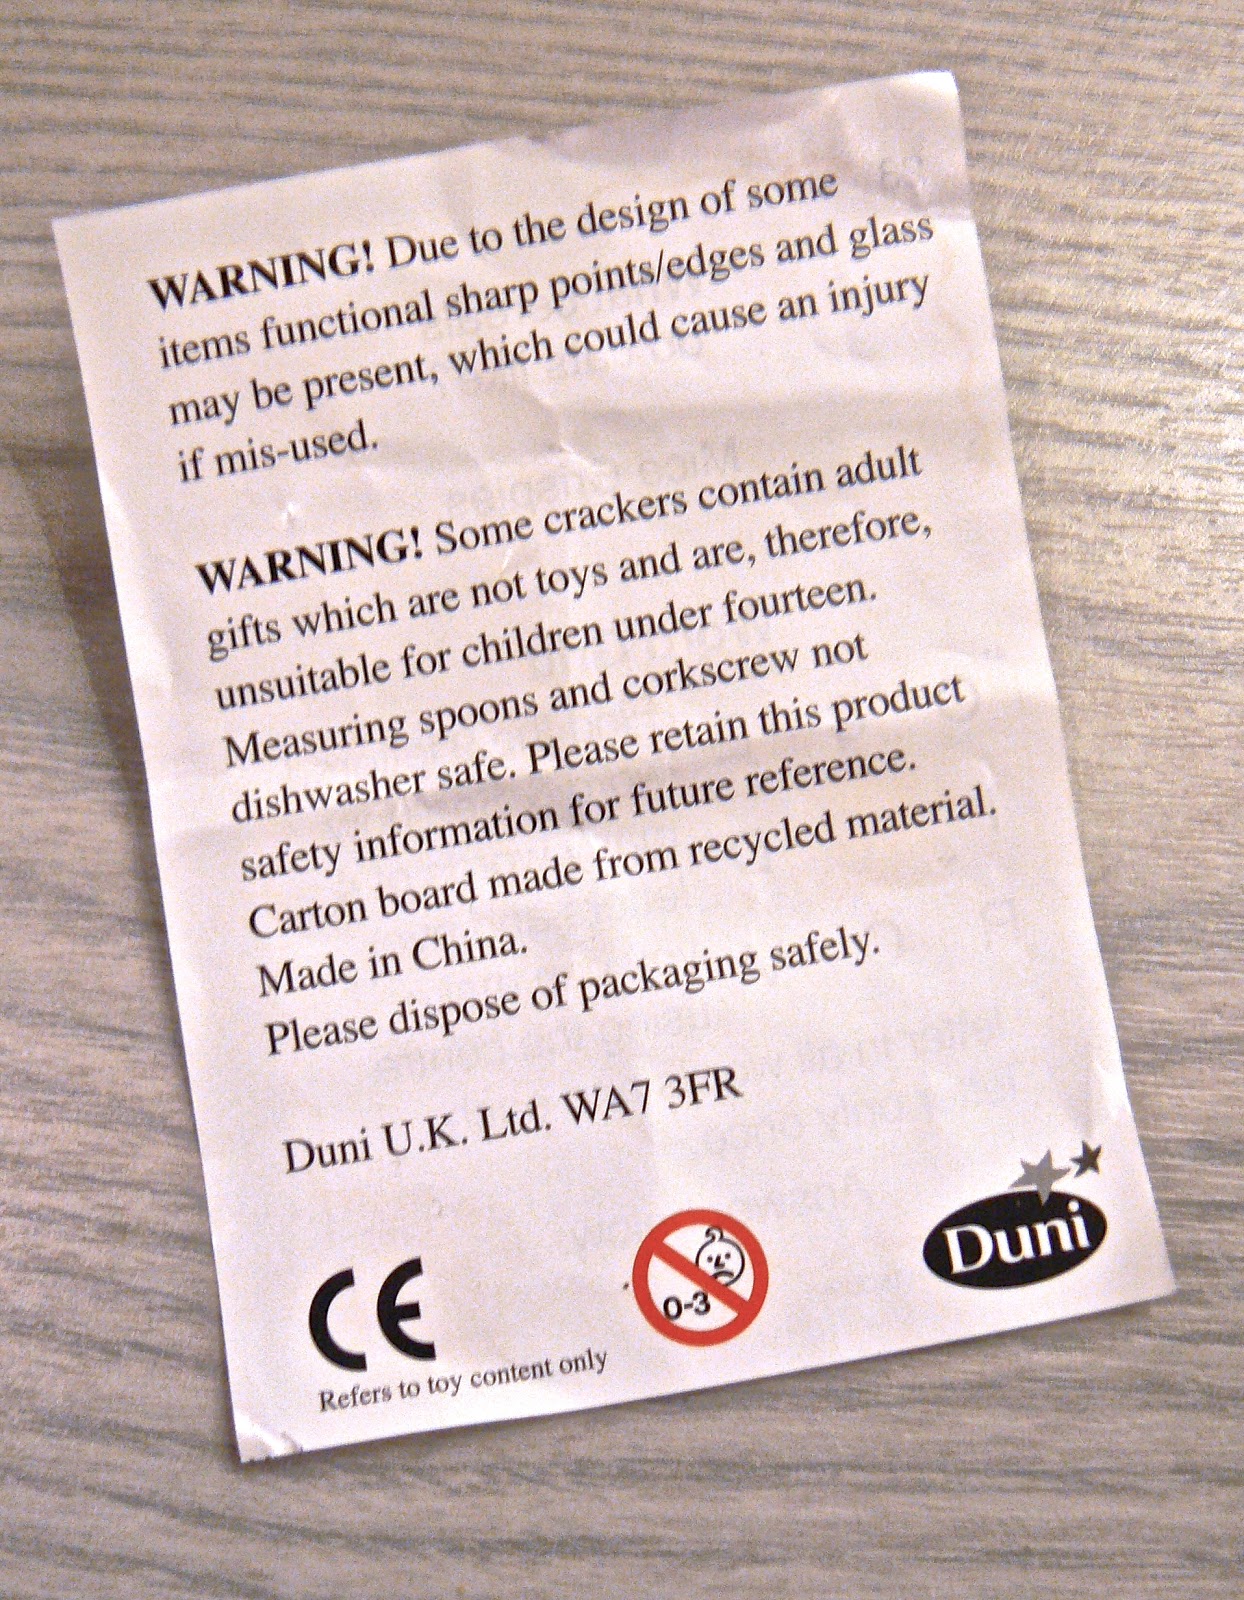 WARNING! Due to the design of some
items functional sharp points/edges and glass
may be present, which could cause an injury
if mis-used.
WARNING! Some crackers contain adult
gifts which are not toys and are, therefore,
unsuitable for children under fourteen.
Measuring spoons and corkscrew not
dishwasher safe. Please retain this product
safety information for future reference.
Carton board made from recycled material.
Made in China.
Please dispose of packaging safely.
Duni U.K. Ltd. WA7 3FR
CE
0-3
Duni
Refers to toy content only